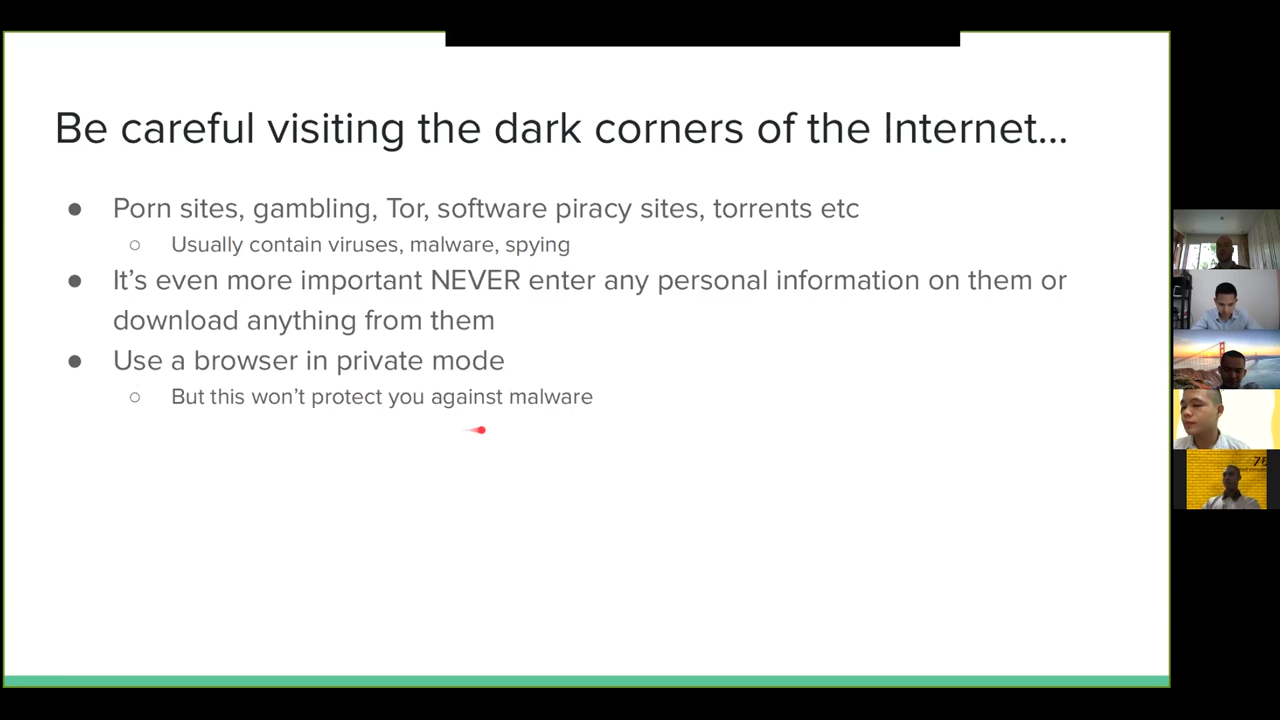 Be careful visiting the dark corners of the Internet...
● Porn sites, gambling, Tor, software piracy sites, torrents etc
○ Usually contain viruses, malware, spying
● It’s even more important NEVER enter any personal information on them or
download anything from them
● Use a browser in private mode
○ But this won’t protect you against malware